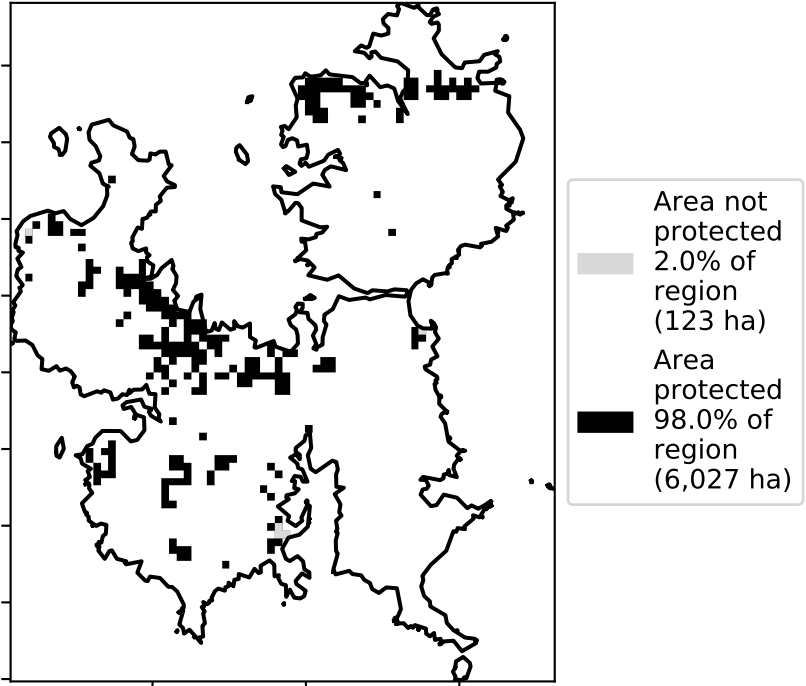 Area not
protected
2.0% of
region
(123 ha)
Area
protected
98.0% of
region
(6,027 ha)